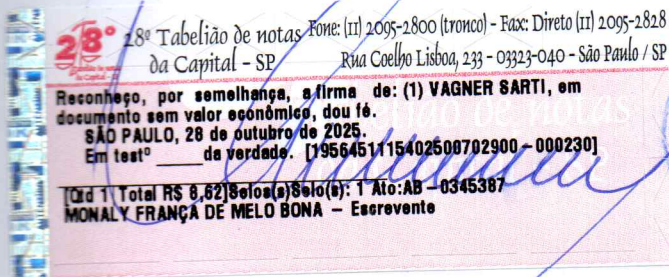 28º 28º Tabelião de notas Fone: (11) 2095-2800 (tronco) - Fax: Direto (11) 2095-2828
da Capital - SP Rua Coelho Lisboa, 233 - 03323-040 - São Paulo / SP
Reconheço, por semelhança, a firma de: (1) VAGNER SARTI, em
documento sem valor econômico, dou fé.
SÃO PAULO, 28 de outubro de 2025.
Em testº _____ da verdade. [1956451115402500702900-000230]
[Qtd 1 Total R$ 8,62]Selos(s)Selo(s): 1 Ato:AB-0345387
MONALY FRANÇA DE MELO BONA - Escrevente